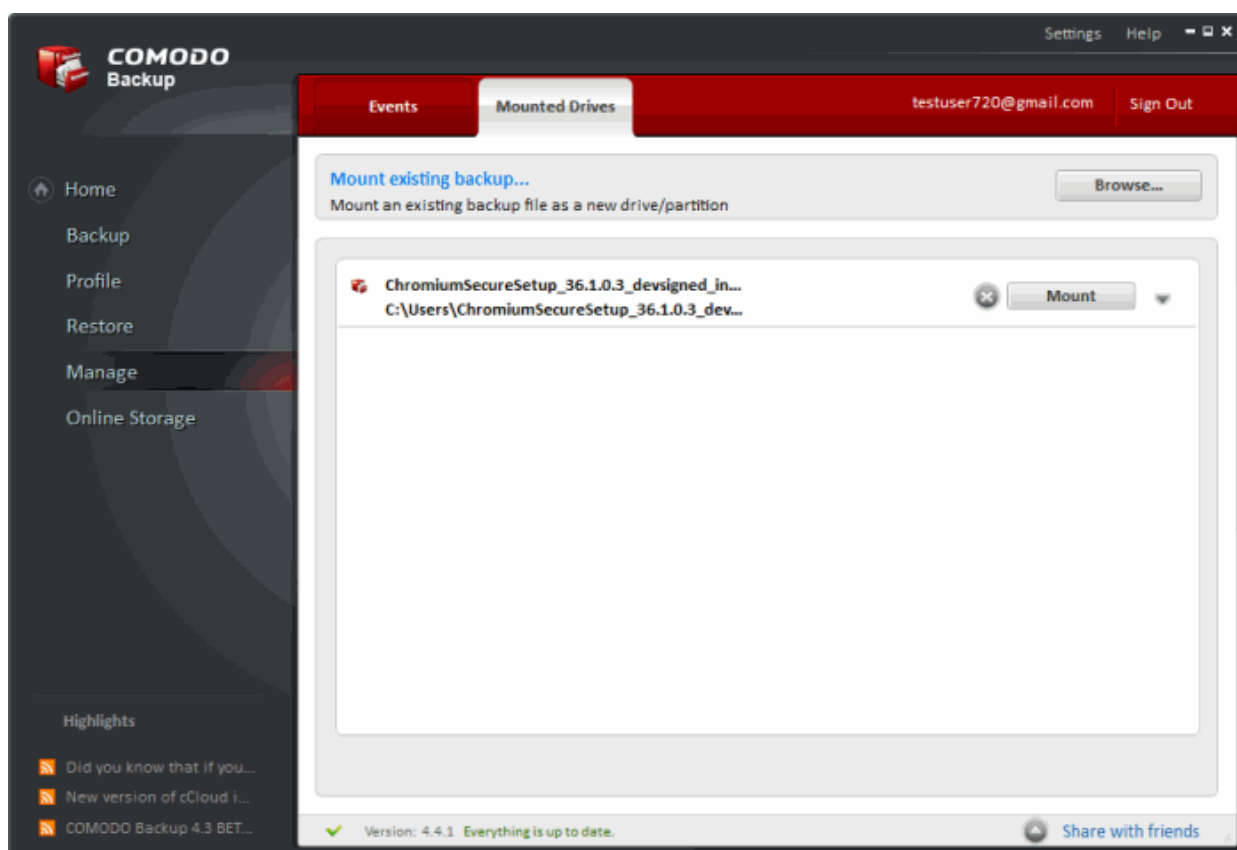 Settings Help
COMODO
Backup
Events Mounted Drives testuser720@gmail.com Sign Out
Home
Backup
Profile
Restore
Manage
Online Storage
Mount existing backup...
Mount an existing backup file as a new drive/partition
Browse...
ChromiumSecureSetup_36.1.0.3_devsigned_in...
C:\Users\ChromiumSecureSetup_36.1.0.3_dev...
Mount
Highlights
Did you know that if you...
New version of cCloud i...
COMODO Backup 4.3 BET...
Version: 4.4.1 Everything is up to date.
Share with friends